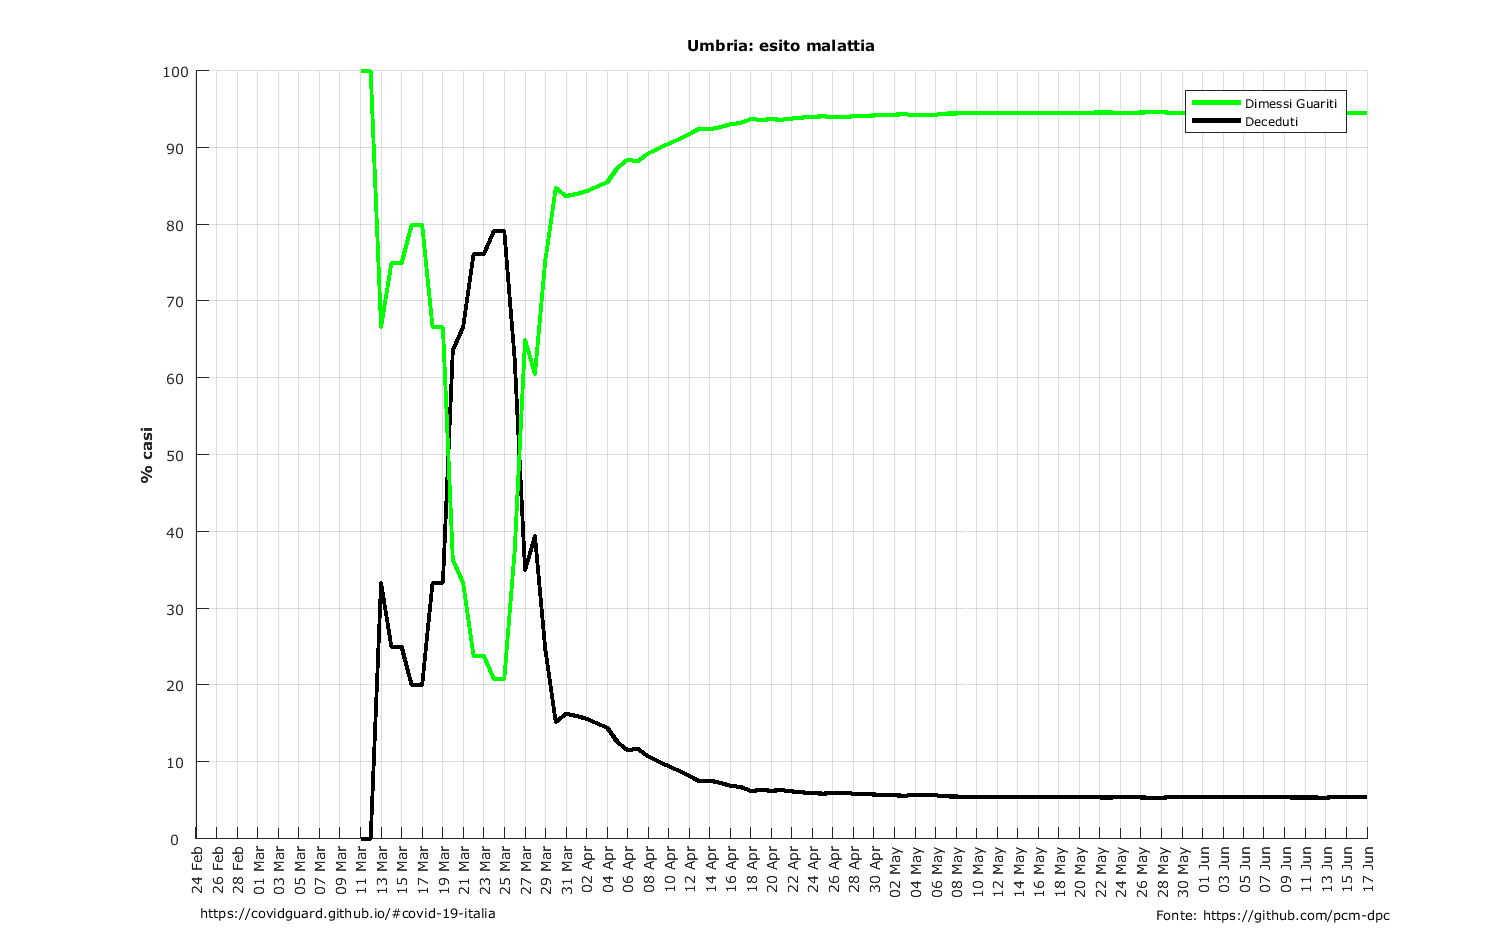 Umbria: esito malattia
100
90
80
70
60
50
40
30
20
10
0
% casi
Dimessi Guariti
Deceduti
24 Feb
26 Feb
28 Feb
01 Mar
03 Mar
05 Mar
07 Mar
09 Mar
11 Mar
13 Mar
15 Mar
17 Mar
19 Mar
21 Mar
23 Mar
25 Mar
27 Mar
29 Mar
31 Mar
02 Apr
04 Apr
06 Apr
08 Apr
10 Apr
12 Apr
14 Apr
16 Apr
18 Apr
20 Apr
22 Apr
24 Apr
26 Apr
28 Apr
30 Apr
02 May
04 May
06 May
08 May
10 May
12 May
14 May
16 May
18 May
20 May
22 May
24 May
26 May
28 May
30 May
01 Jun
03 Jun
05 Jun
07 Jun
09 Jun
11 Jun
13 Jun
15 Jun
17 Jun
https://covidguard.github.io/#covid-19-italia
Fonte: https://github.com/pcm-dpc